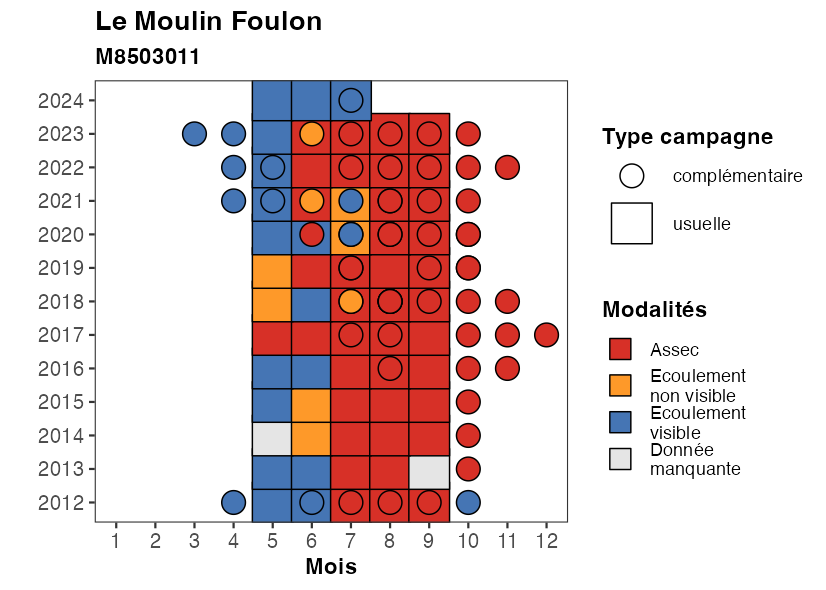 Le Moulin Foulon
M8503011
2024
2023
2022
2021
2020
2019
2018
2017
2016
2015
2014
2013
2012
1 2 3 4 5 6 7 8 9 10 11 12
Mois
Type campagne
complémentaire
usuelle
Modalités
Assec
Ecoulement
non visible
Ecoulement
visible
Donnée
manquante